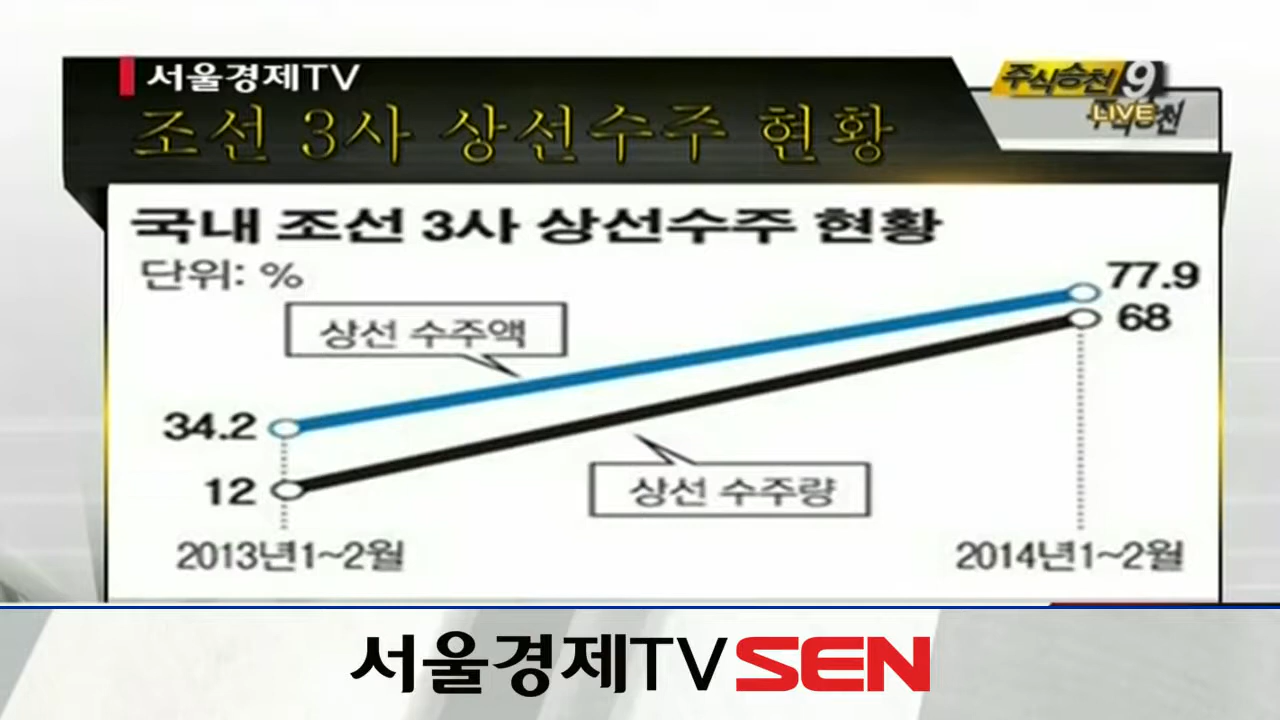 서울경제TV
조선 3사 상선수주 현황
주식승천 9
LIVE
국내 조선 3사 상선수주 현황
단위: %
77.9
68
상선 수주액
34.2
12
상선 수주량
2013년1~2월
2014년1~2월
서울경제TV SEN